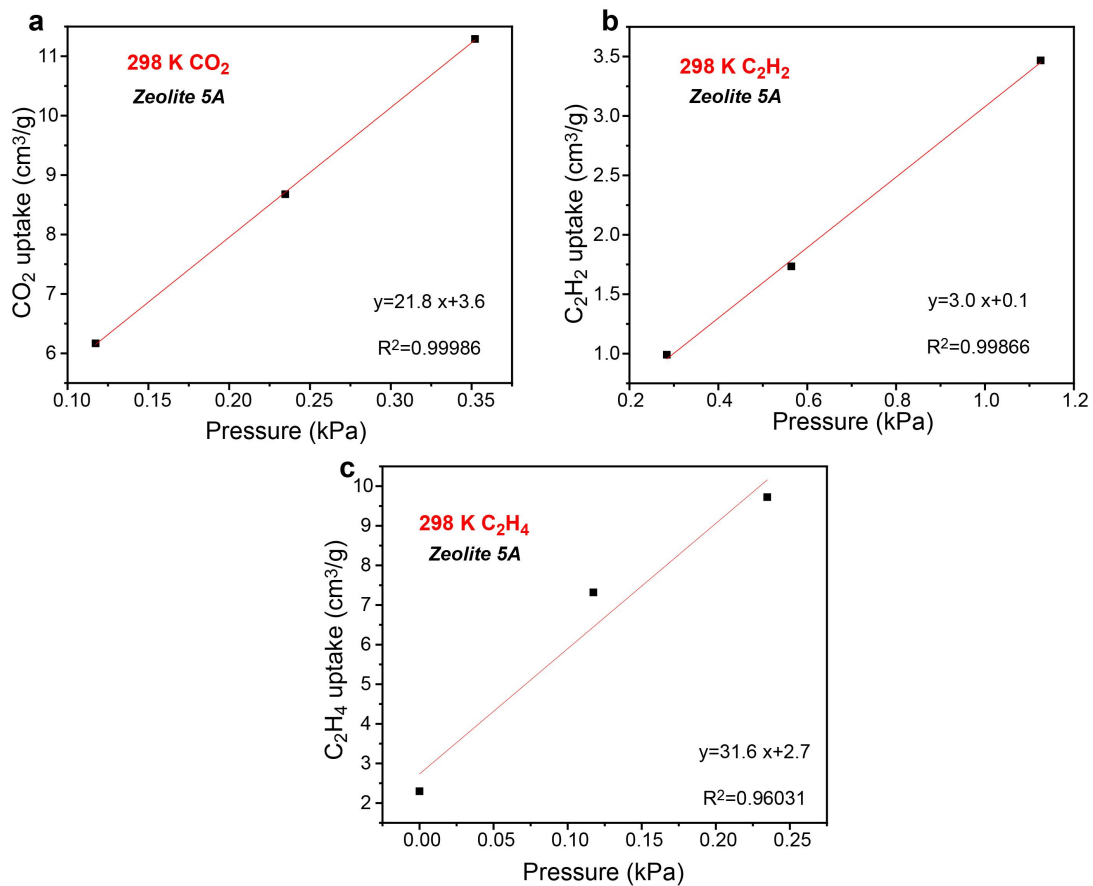 a
298 K CO₂
Zeolite 5A
CO₂ uptake (cm³/g)
11
10
9
8
7
6
y=21.8 x+3.6
R²=0.99986
0.10 0.15 0.20 0.25 0.30 0.35
Pressure (kPa)
b
298 K C₂H₂
Zeolite 5A
C₂H₂ uptake (cm³/g)
3.5
3.0
2.5
2.0
1.5
1.0
y=3.0 x+0.1
R²=0.99866
0.2 0.4 0.6 0.8 1.0 1.2
Pressure (kPa)
c
298 K C₂H₄
Zeolite 5A
C₂H₄ uptake (cm³/g)
10
9
8
7
6
5
4
3
2
y=31.6 x+2.7
R²=0.96031
0.00 0.05 0.10 0.15 0.20 0.25
Pressure (kPa)